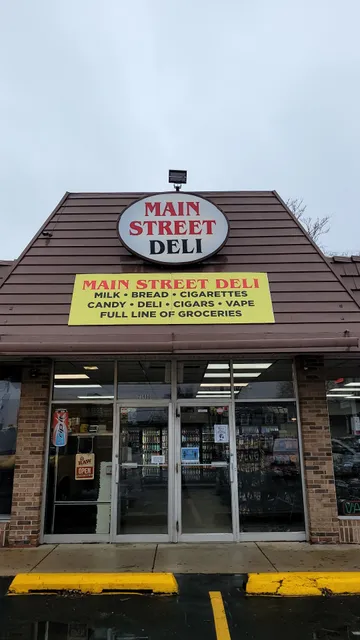 MAIN
STREET
DELI
MAIN STREET DELI
MILK • BREAD • CIGARETTES
CANDY • DELI • CIGARS • VAPE
FULL LINE OF GROCERIES
OPEN